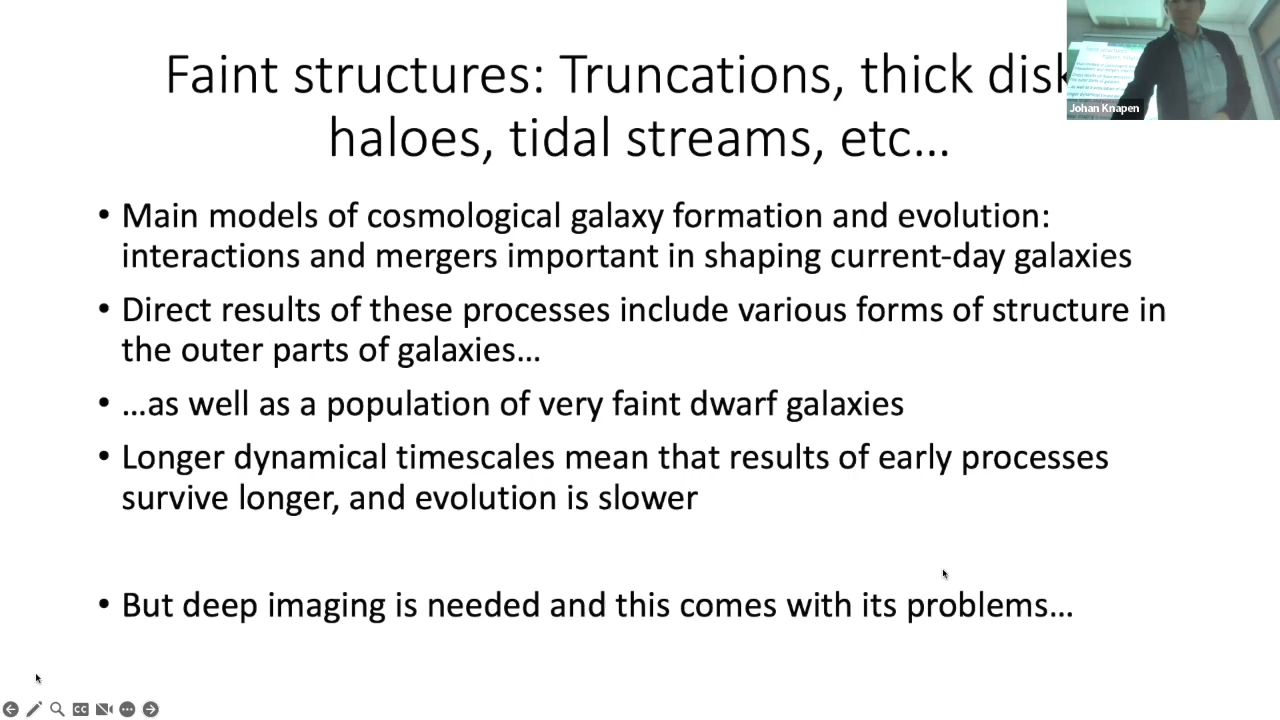 Faint structures: Truncations, thick disk
haloes, tidal streams, etc…
Johan Knapen
• Main models of cosmological galaxy formation and evolution:
interactions and mergers important in shaping current-day galaxies
• Direct results of these processes include various forms of structure in
the outer parts of galaxies…
• …as well as a population of very faint dwarf galaxies
• Longer dynamical timescales mean that results of early processes
survive longer, and evolution is slower
• But deep imaging is needed and this comes with its problems…
CC